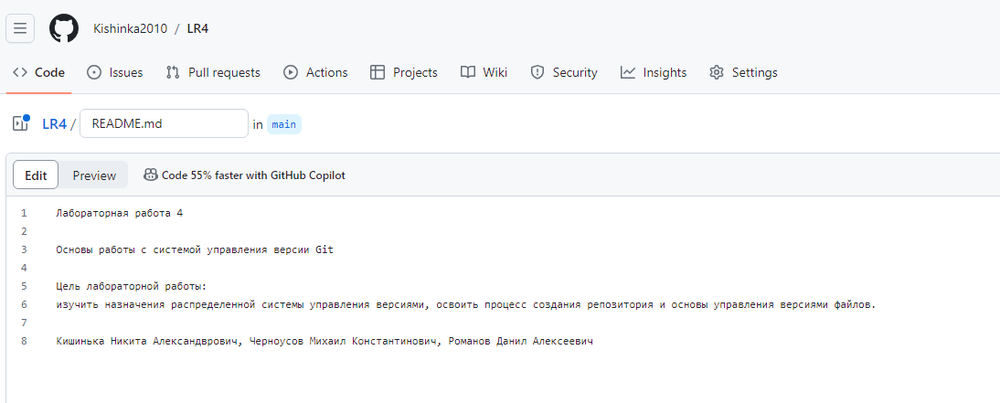 Kishinka2010 / LR4
Code Issues Pull requests Actions Projects Wiki Security Insights Settings
LR4 / README.md in main
Edit Preview Code 55% faster with GitHub Copilot
1 Лабораторная работа 4
2
3 Основы работы с системой управления версии Git
4
5 Цель лабораторной работы:
6 изучить назначения распределенной системы управления версиями, освоить процесс создания репозитория и основы управления версиями файлов.
7
8 Кишинька Никита Александврович, Черноусов Михаил Константинович, Романов Данил Алексеевич